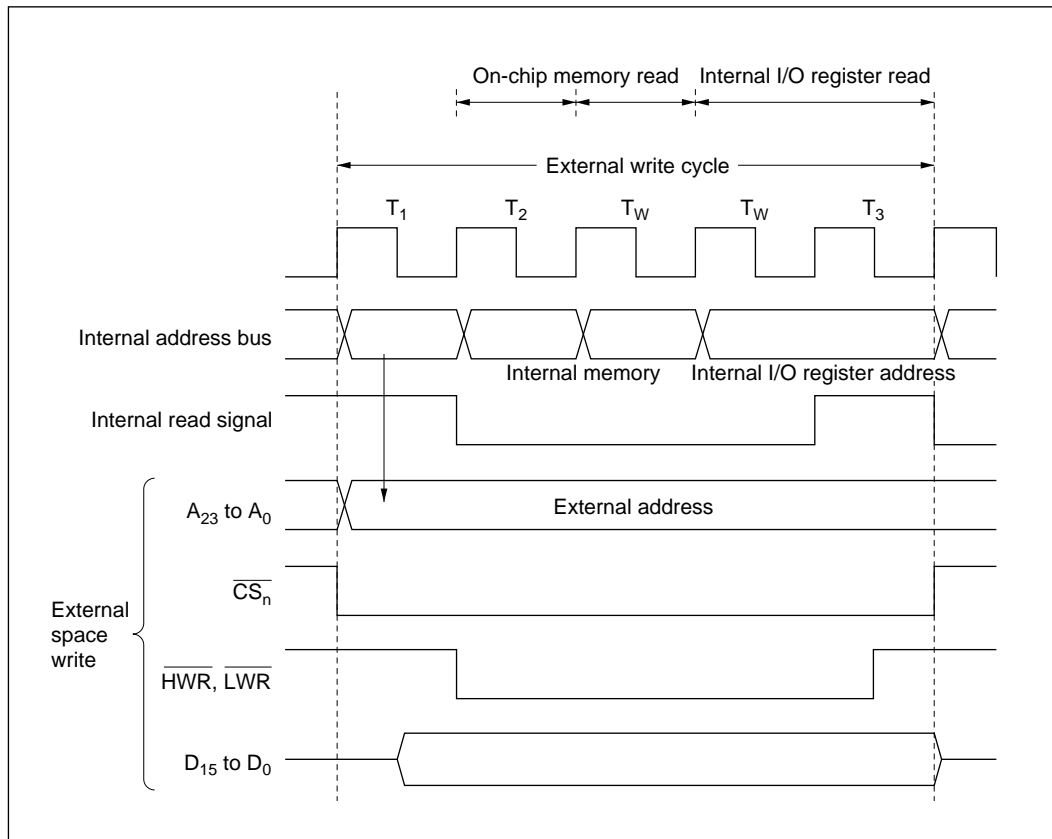 On-chip memory read Internal I/O register read
External write cycle
T1 T2 TW TW T3
Internal address bus
Internal memory Internal I/O register address
Internal read signal
A23 to A0
External address
CSn
External
space
write
HWR, LWR
D15 to D0